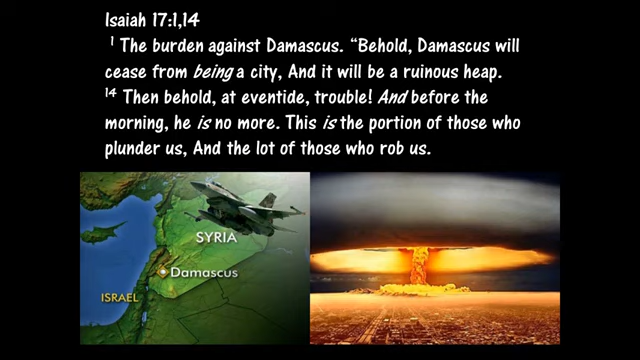 Isaiah 17:1,14
1 The burden against Damascus. “Behold, Damascus will
cease from being a city, And it will be a ruinous heap.
14 Then behold, at eventide, trouble! And before the
morning, he is no more. This is the portion of those who
plunder us, And the lot of those who rob us.
SYRIA
Damascus
ISRAEL